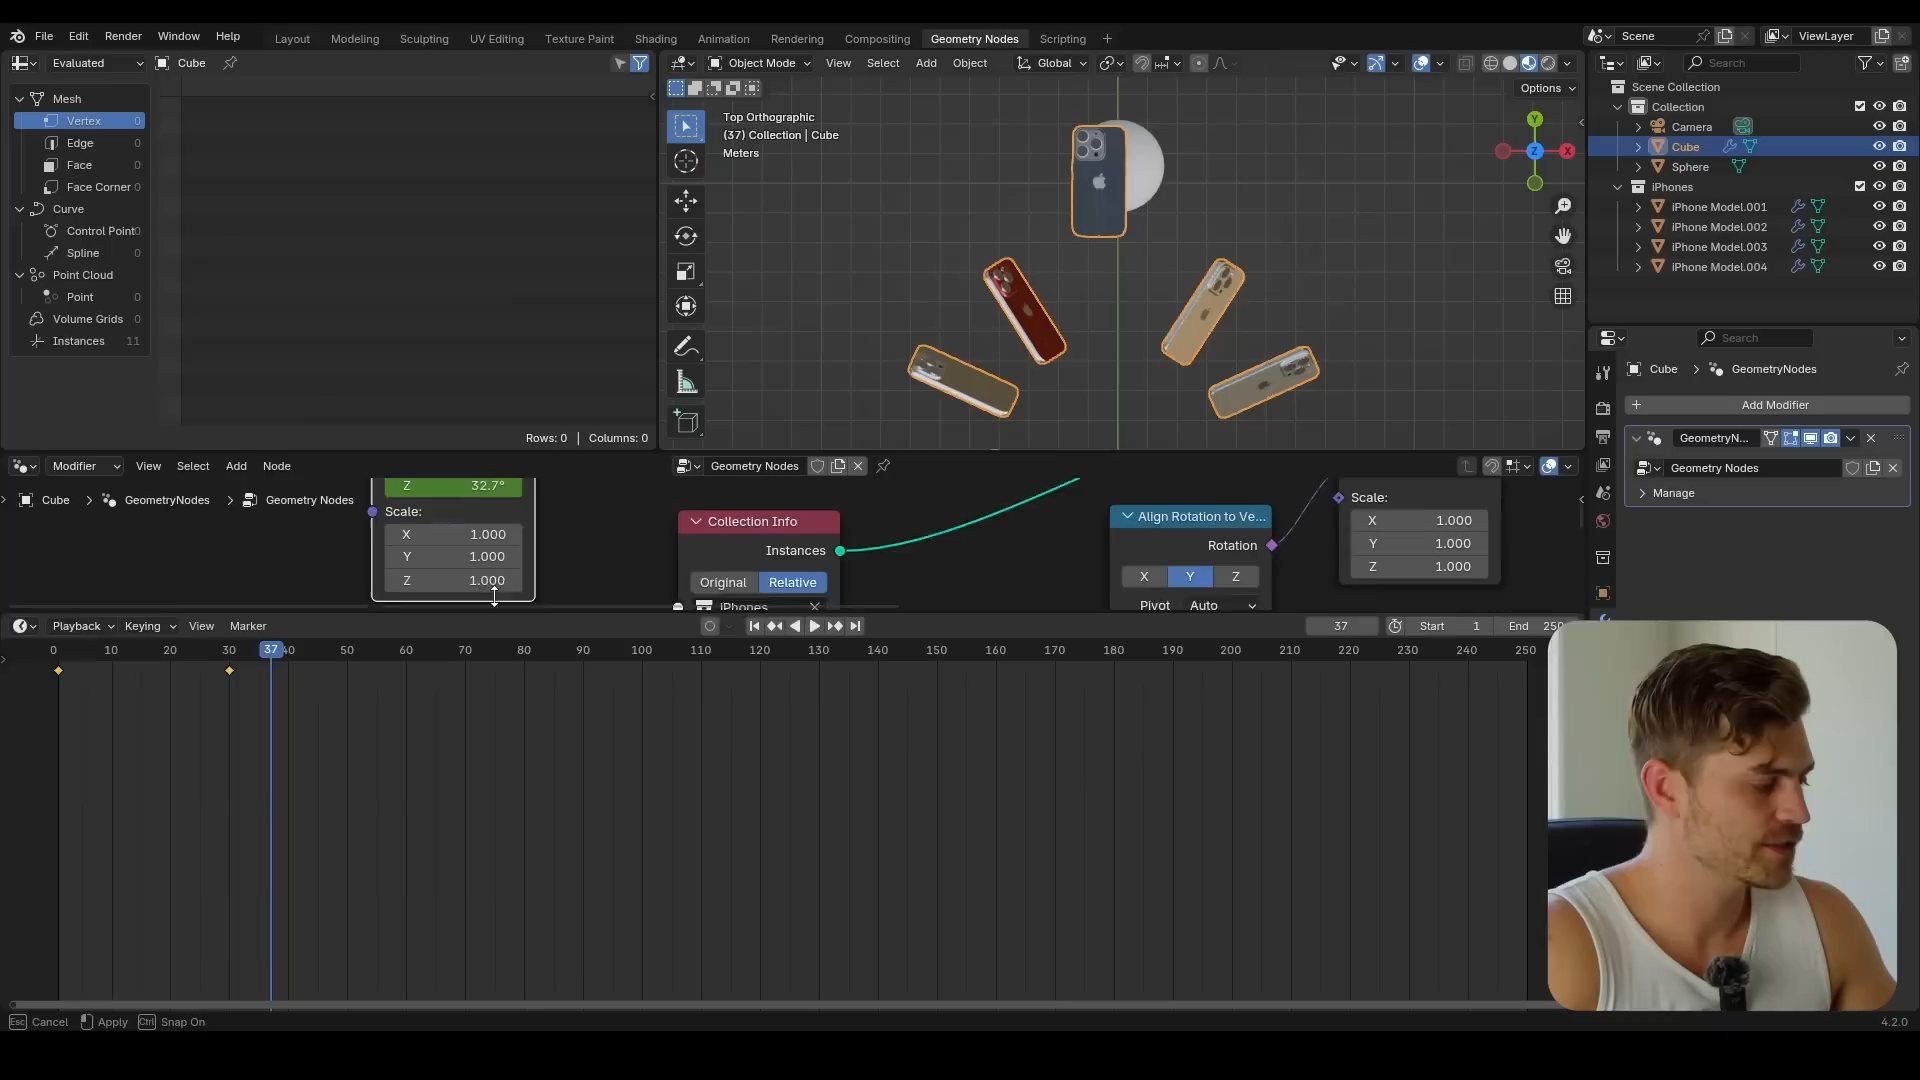 File Edit Render Window Help
Layout Modeling Sculpting UV Editing Texture Paint Shading Animation Rendering Compositing Geometry Nodes Scripting +
Scene ViewLayer
Evaluated Cube
Object Mode View Select Add Object Global
Search
Options
Mesh
Vertex 0
Edge 0
Face 0
Face Corner 0
Curve
Control Point 0
Spline
Point Cloud
Point 0
Volume Grids 0
Instances 11
Rows: 0 | Columns: 0
Top Orthographic
(37) Collection | Cube
Meters
Y
Z
X
Scene Collection
Collection
Camera
Cube
Sphere
iPhones
iPhone Model.001
iPhone Model.002
iPhone Model.003
iPhone Model.004
Search
Cube > GeometryNodes
+ Add Modifier
GeometryN...
Geometry Nodes
Manage
Modifier View Select Add Node
Geometry Nodes
Cube > GeometryNodes > Geometry Nodes
Z 32.7°
Scale:
X 1.000
Y 1.000
Z 1.000
Collection Info
Instances
Original Relative
iPhones
Align Rotation to Ve...
Rotation
X Y Z
Pivot Auto
Scale:
X 1.000
Y 1.000
Z 1.000
Playback Keying View Marker
37 Start 1 End 250
0 10 20 30 37 40 50 60 70 80 90 100 110 120 130 140 150 160 170 180 190 200 210 220 230 240 250
Esc Cancel Apply Ctrl Snap On
4.2.0